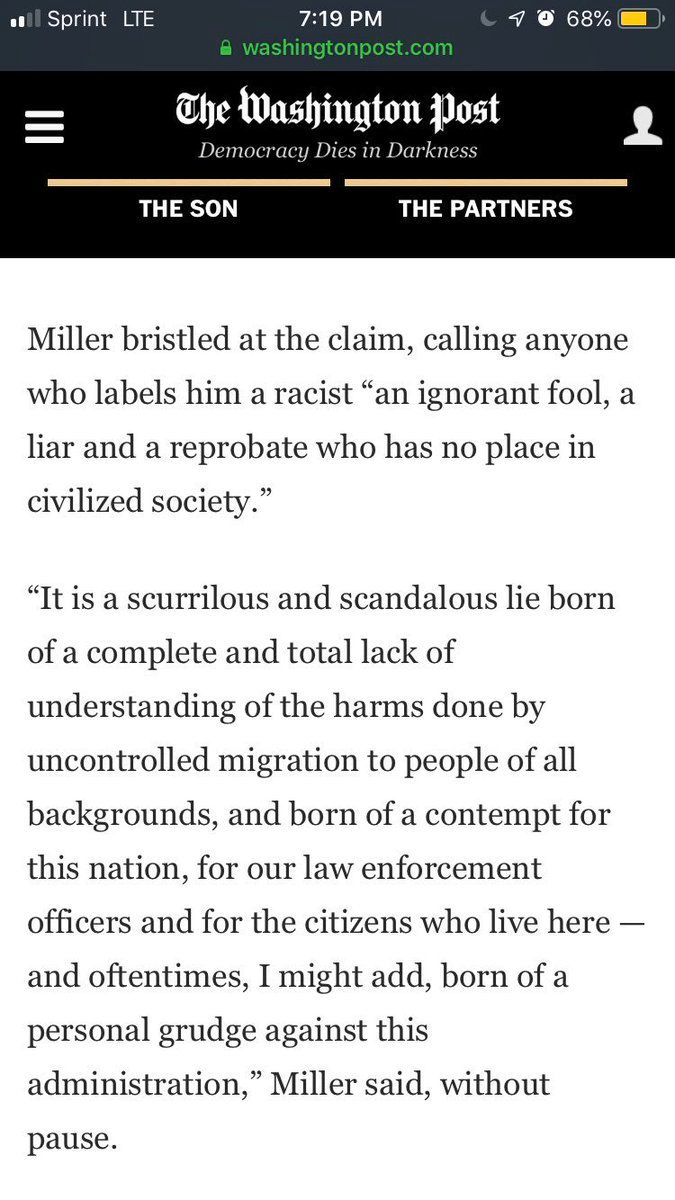 Sprint LTE 7:19 PM 68%
washingtonpost.com
The Washington Post
Democracy Dies in Darkness
THE SON THE PARTNERS
Miller bristled at the claim, calling anyone
who labels him a racist “an ignorant fool, a
liar and a reprobate who has no place in
civilized society.”
“It is a scurrilous and scandalous lie born
of a complete and total lack of
understanding of the harms done by
uncontrolled migration to people of all
backgrounds, and born of a contempt for
this nation, for our law enforcement
officers and for the citizens who live here —
and oftentimes, I might add, born of a
personal grudge against this
administration,” Miller said, without
pause.